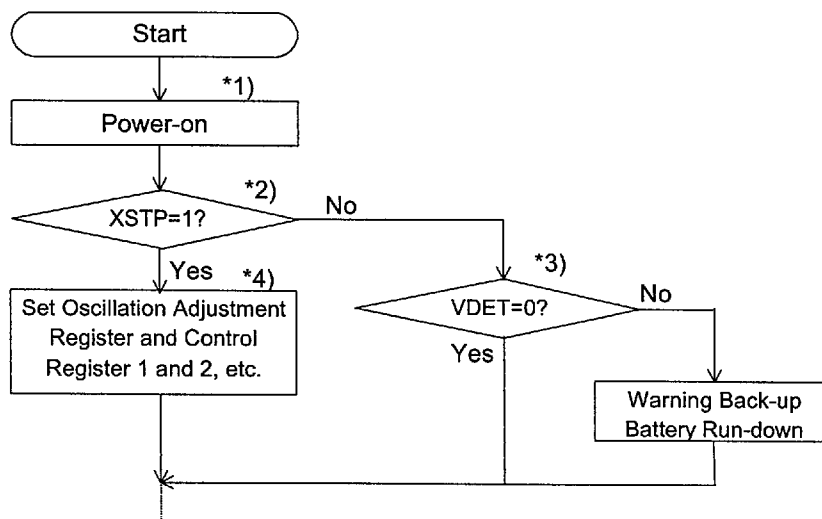 Start
*1)
Power-on
*2)
XSTP=1?
No
Yes
*4)
*3)
Set Oscillation Adjustment
Register and Control
Register 1 and 2, etc.
VDET=0?
No
Yes
Warning Back-up
Battery Run-down